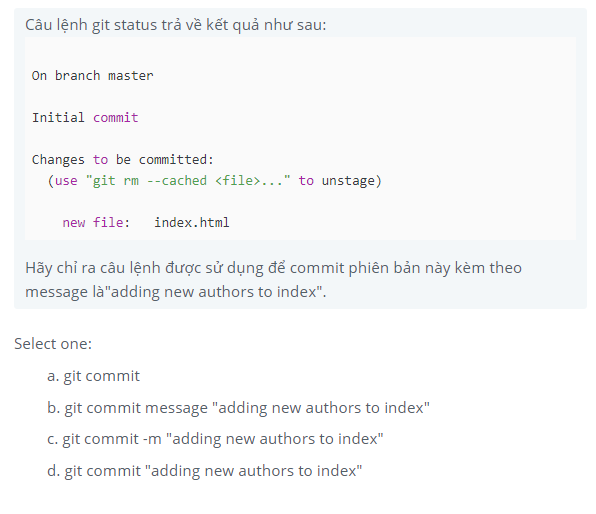 Câu lệnh git status trả về kết quả như sau:
On branch master
Initial commit
Changes to be committed:
(use "git rm --cached <file>..." to unstage)
new file: index.html
Hãy chỉ ra câu lệnh được sử dụng để commit phiên bản này kèm theo
message là"adding new authors to index".
Select one:
a. git commit
b. git commit message "adding new authors to index"
c. git commit -m "adding new authors to index"
d. git commit "adding new authors to index"